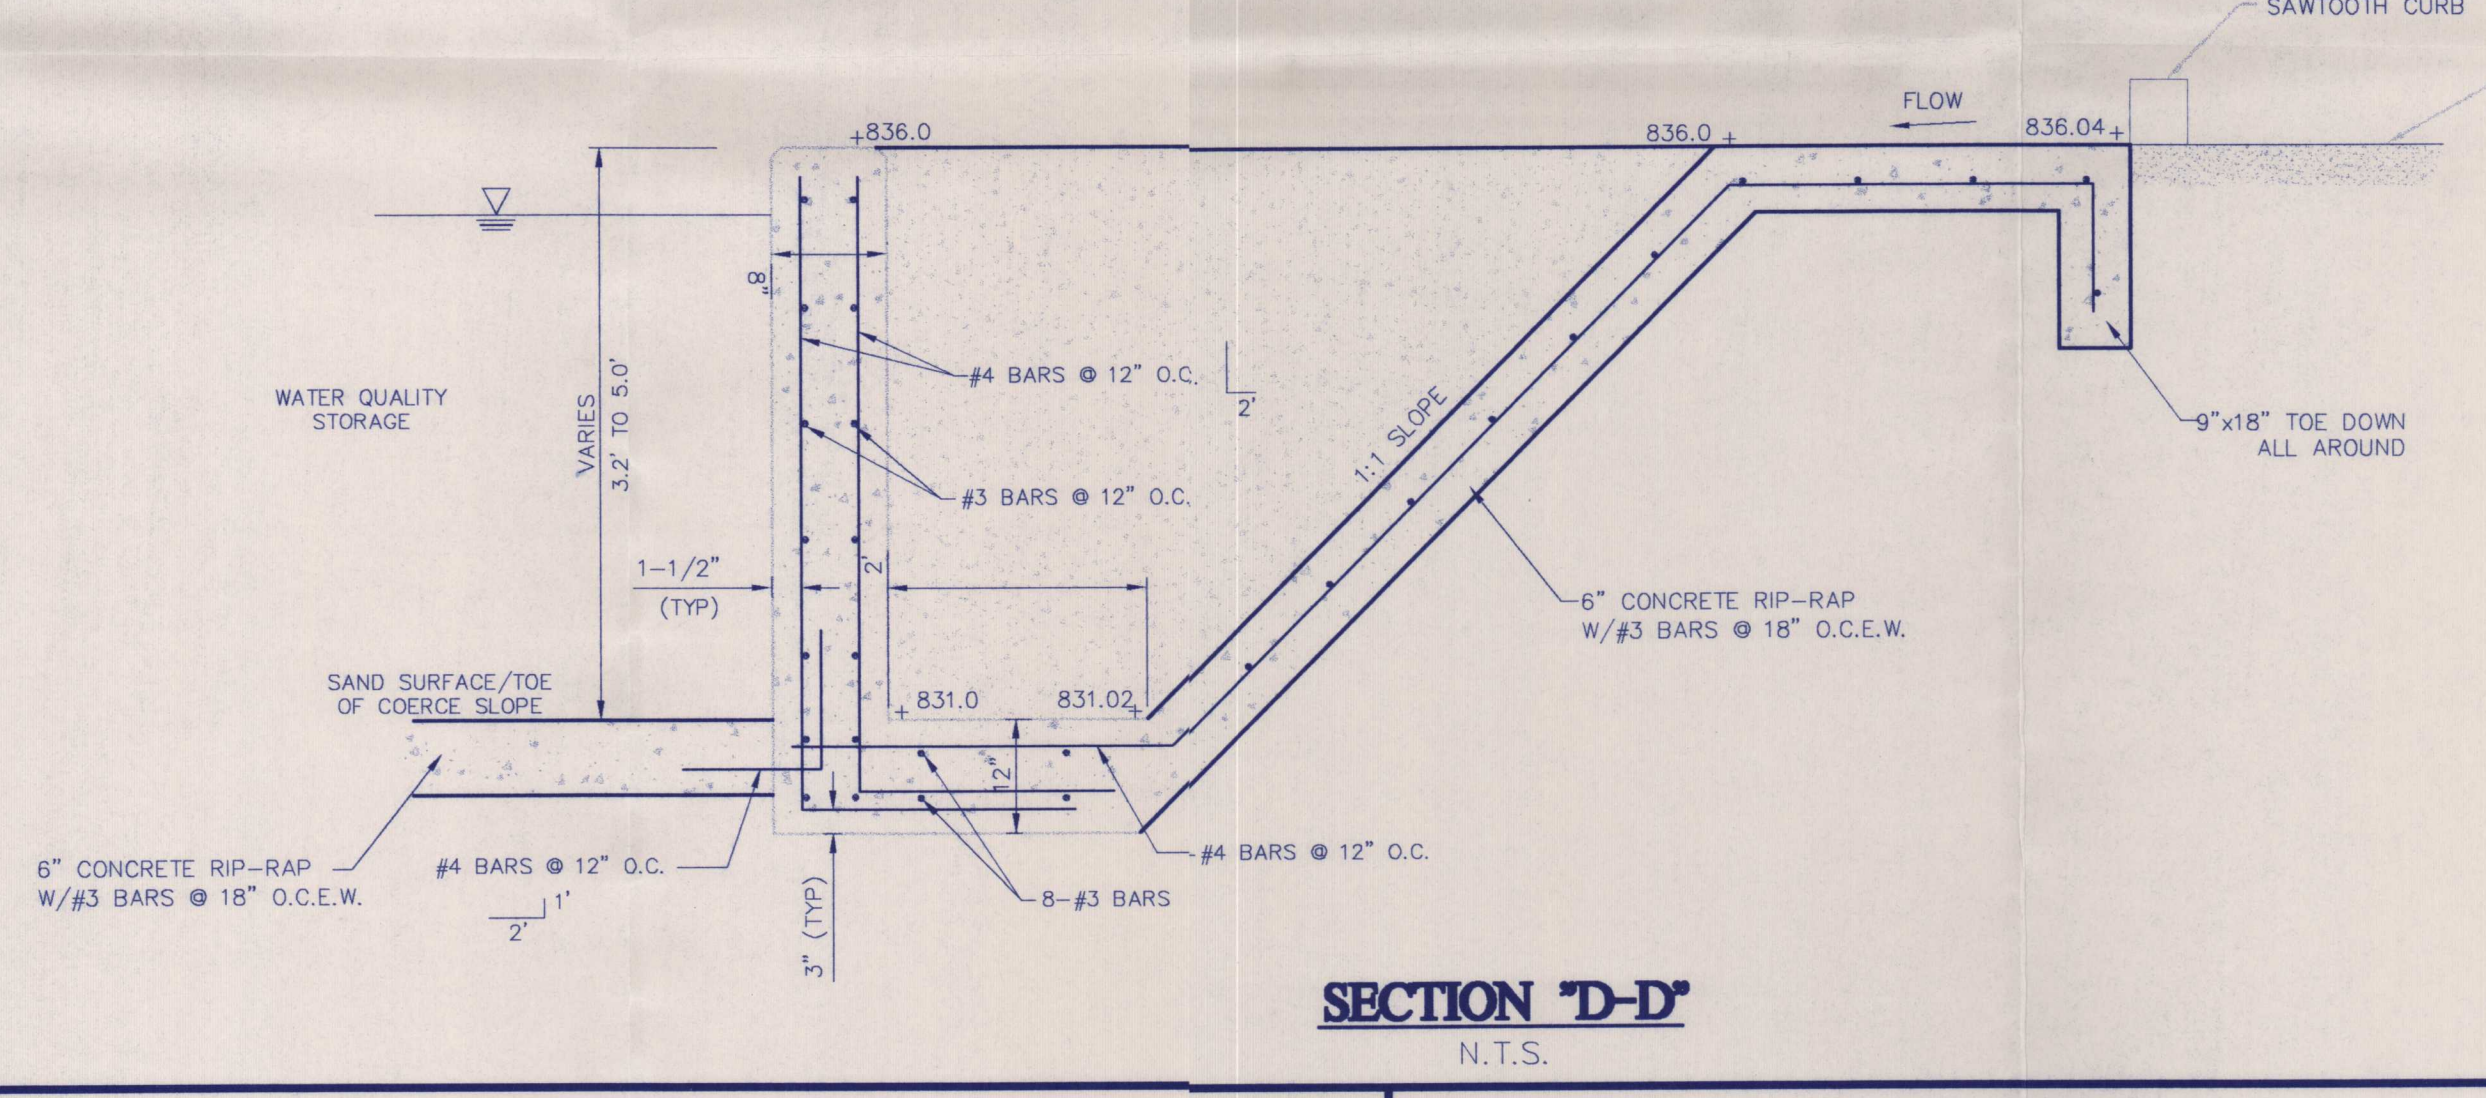 SAWTOOTH CURB
FLOW
836.0
836.0
836.04
8"
#4 BARS @ 12" O.C.
2'
WATER QUALITY
STORAGE
VARIES
3.2' TO 5.0'
1:1 SLOPE
9"x18" TOE DOWN
ALL AROUND
#3 BARS @ 12" O.C.
1-1/2"
(TYP)
2'
6" CONCRETE RIP-RAP
W/#3 BARS @ 18" O.C.E.W.
SAND SURFACE/TOE
OF COERCE SLOPE
831.0
831.02
12"
6" CONCRETE RIP-RAP
W/#3 BARS @ 18" O.C.E.W.
#4 BARS @ 12" O.C.
1'
2'
#4 BARS @ 12" O.C.
8-#3 BARS
3" (TYP)
SECTION "D-D"
N.T.S.